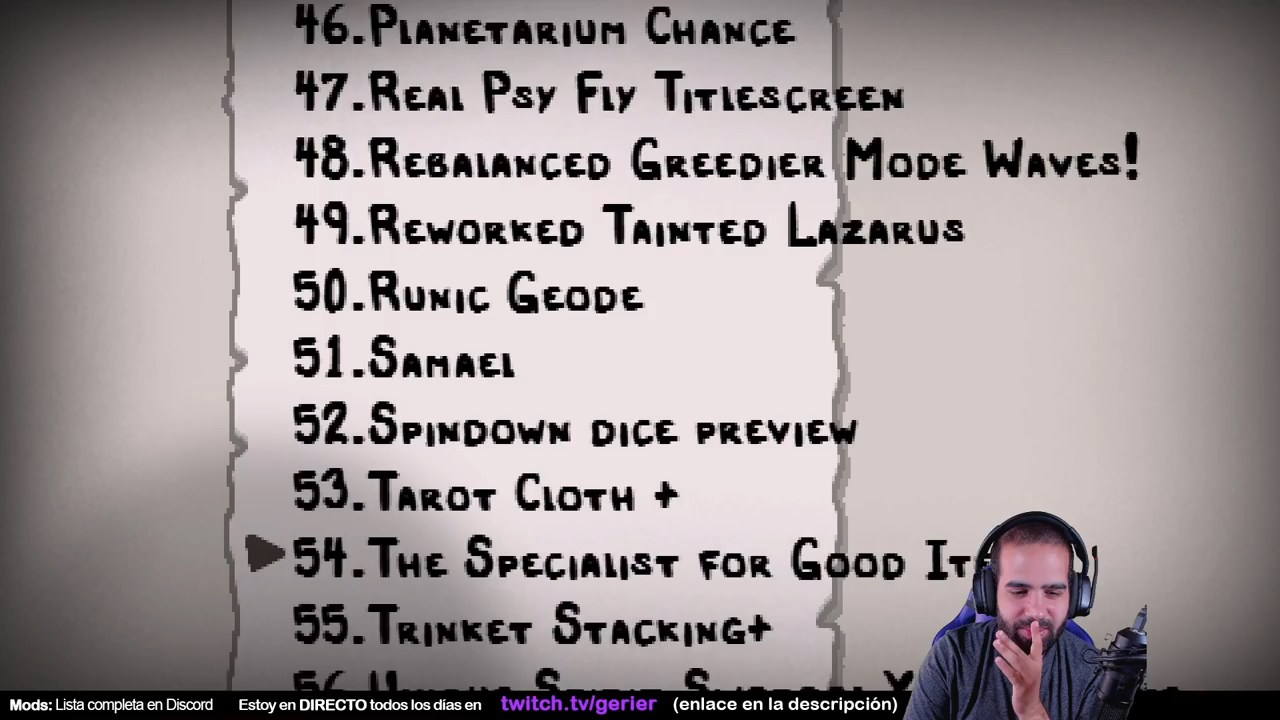 46.Planetarium Chance
47.Real Psy Fly Titlescreen
48.Rebalanced Greedier Mode Waves!
49.Reworked Tainted Lazarus
50.Runic Geode
51.Samael
52.Spindown dice preview
53.Tarot Cloth +
54.The Specialist for Good
55.Trinket Stacking+
Mods: Lista completa en Discord Estoy en DIRECTO todos los días en twitch.tv/gerier (enlace en la descripción)